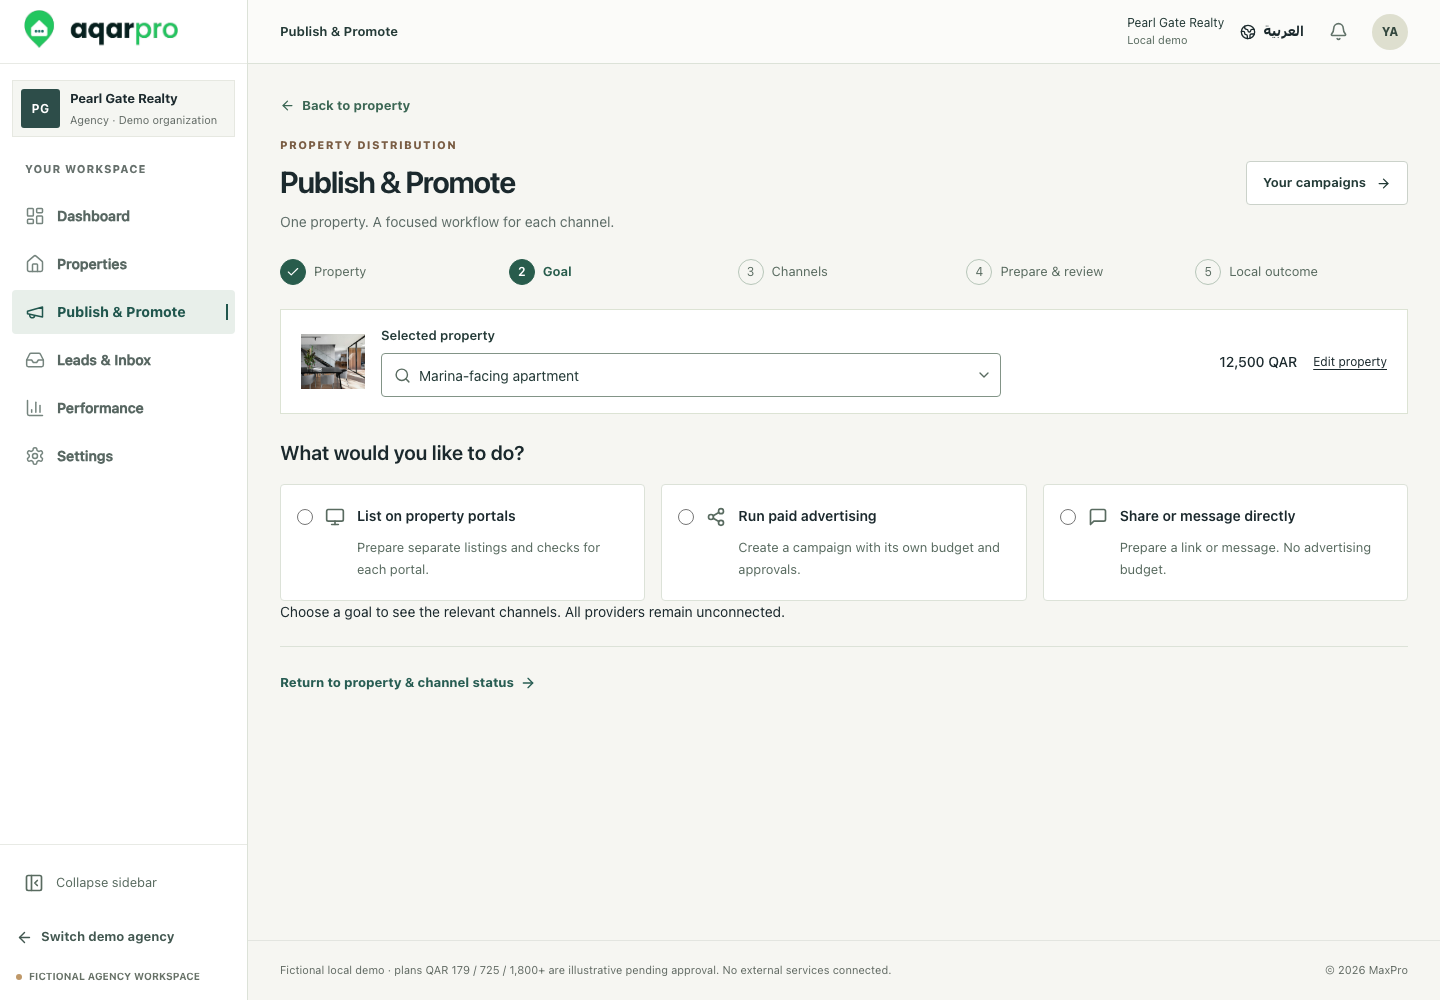 aqarpro
PG
Pearl Gate Realty
Agency · Demo organization
YOUR WORKSPACE
Dashboard
Properties
Publish & Promote
Leads & Inbox
Performance
Settings
Collapse sidebar
Switch demo agency
FICTIONAL AGENCY WORKSPACE
Publish & Promote
Pearl Gate Realty
Local demo
العربية
YA
Back to property
PROPERTY DISTRIBUTION
Publish & Promote
One property. A focused workflow for each channel.
Your campaigns
Property
2 Goal
3 Channels
4 Prepare & review
5 Local outcome
Selected property
Marina-facing apartment
12,500 QAR
Edit property
What would you like to do?
List on property portals
Prepare separate listings and checks for
each portal.
Run paid advertising
Create a campaign with its own budget and
approvals.
Share or message directly
Prepare a link or message. No advertising
budget.
Choose a goal to see the relevant channels. All providers remain unconnected.
Return to property & channel status
Fictional local demo · plans QAR 179 / 725 / 1,800+ are illustrative pending approval. No external services connected.
© 2026 MaxPro